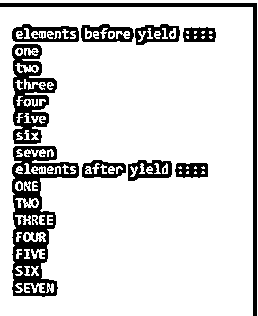 elements before yield ::::
one
two
three
four
five
six
seven
elements after yield ::::
ONE
TWO
THREE
FOUR
FIVE
SIX
SEVEN